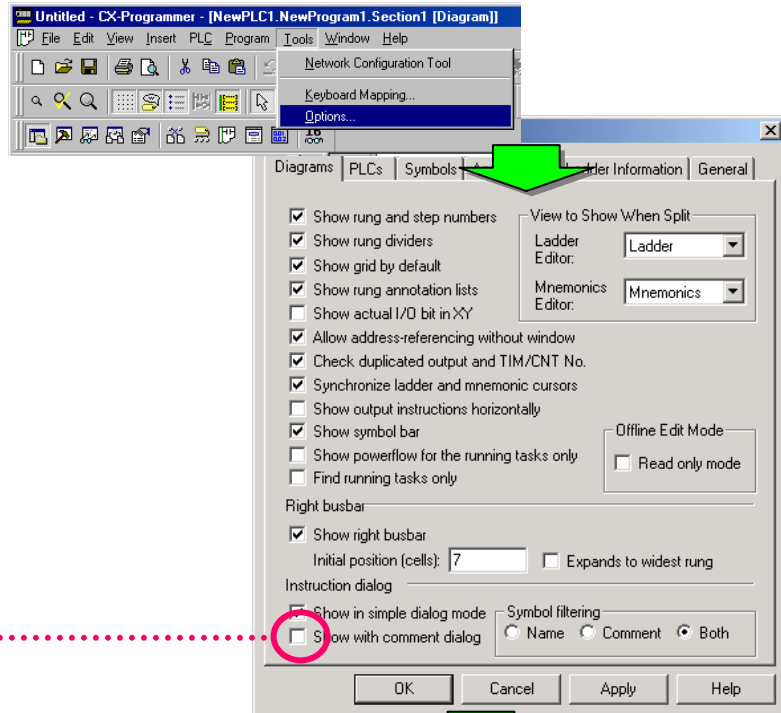 Untitled - CX-Programmer - [NewPLC1.NewProgram1.Section1 [Diagram]]
File Edit View Insert PLC Program Tools Window Help
Network Configuration Tool
Keyboard Mapping...
Options...
16
Diagrams PLCs Symbols Information General
Show rung and step numbers
Show rung dividers
Show grid by default
Show rung annotation lists
Show actual I/O bit in XY
Allow address-referencing without window
Check duplicated output and TIM/CNT No.
Synchronize ladder and mnemonic cursors
Show output instructions horizontally
Show symbol bar
Show powerflow for the running tasks only
Find running tasks only
View to Show When Split
Ladder Editor: Ladder
Mnemonics Editor: Mnemonics
Offline Edit Mode
Read only mode
Right busbar
Show right busbar
Initial position (cells): 7 Expands to widest rung
Instruction dialog
Show in simple dialog mode
Show with comment dialog
Symbol filtering
Name Comment Both
OK Cancel Apply Help